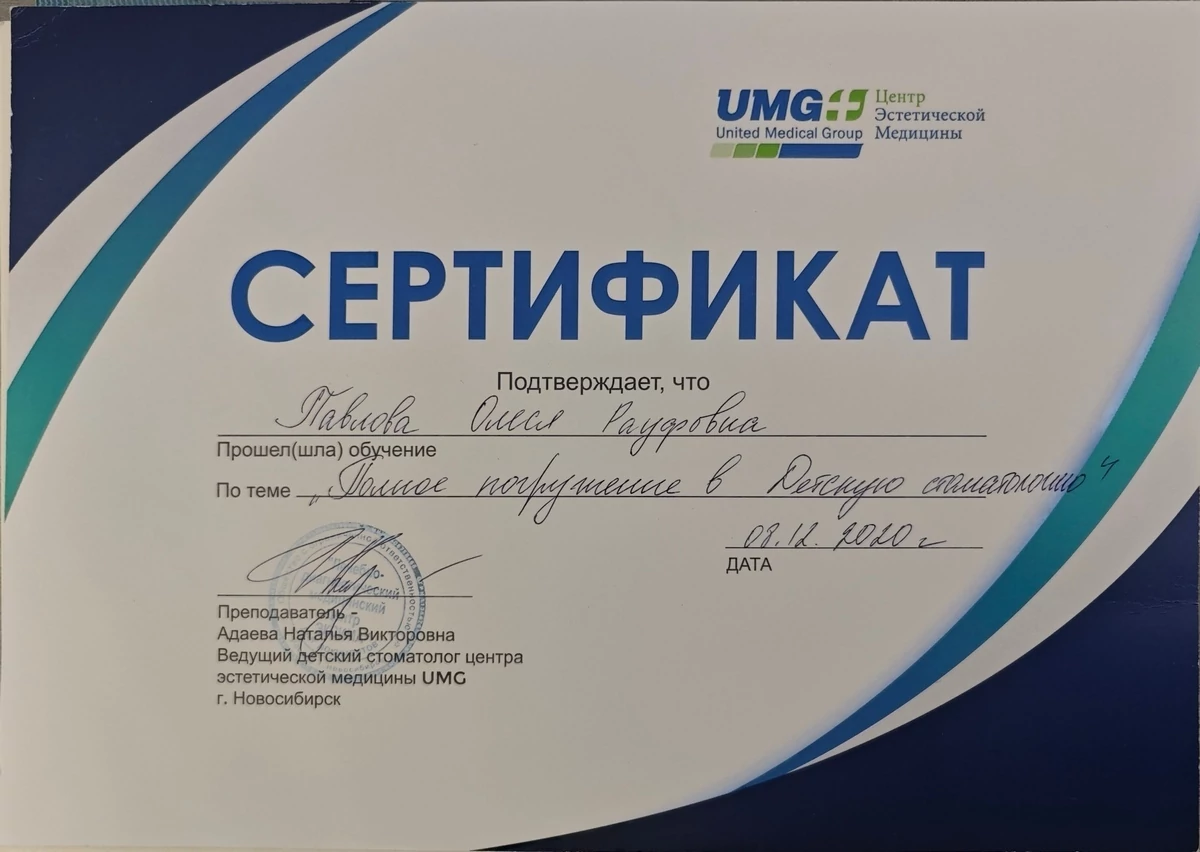 UMG Центр
Эстетической
United Medical Group Медицины
СЕРТИФИКАТ
Подтверждает, что
Павлова Олеся Рауфовна
Прошел(шла) обучение
По теме „Полное погружение в Детскую стоматологию"
08.12.2020 г
ДАТА
Преподаватель -
Адаева Наталья Викторовна
Ведущий детский стоматолог центра
эстетической медицины UMG
г. Новосибирск